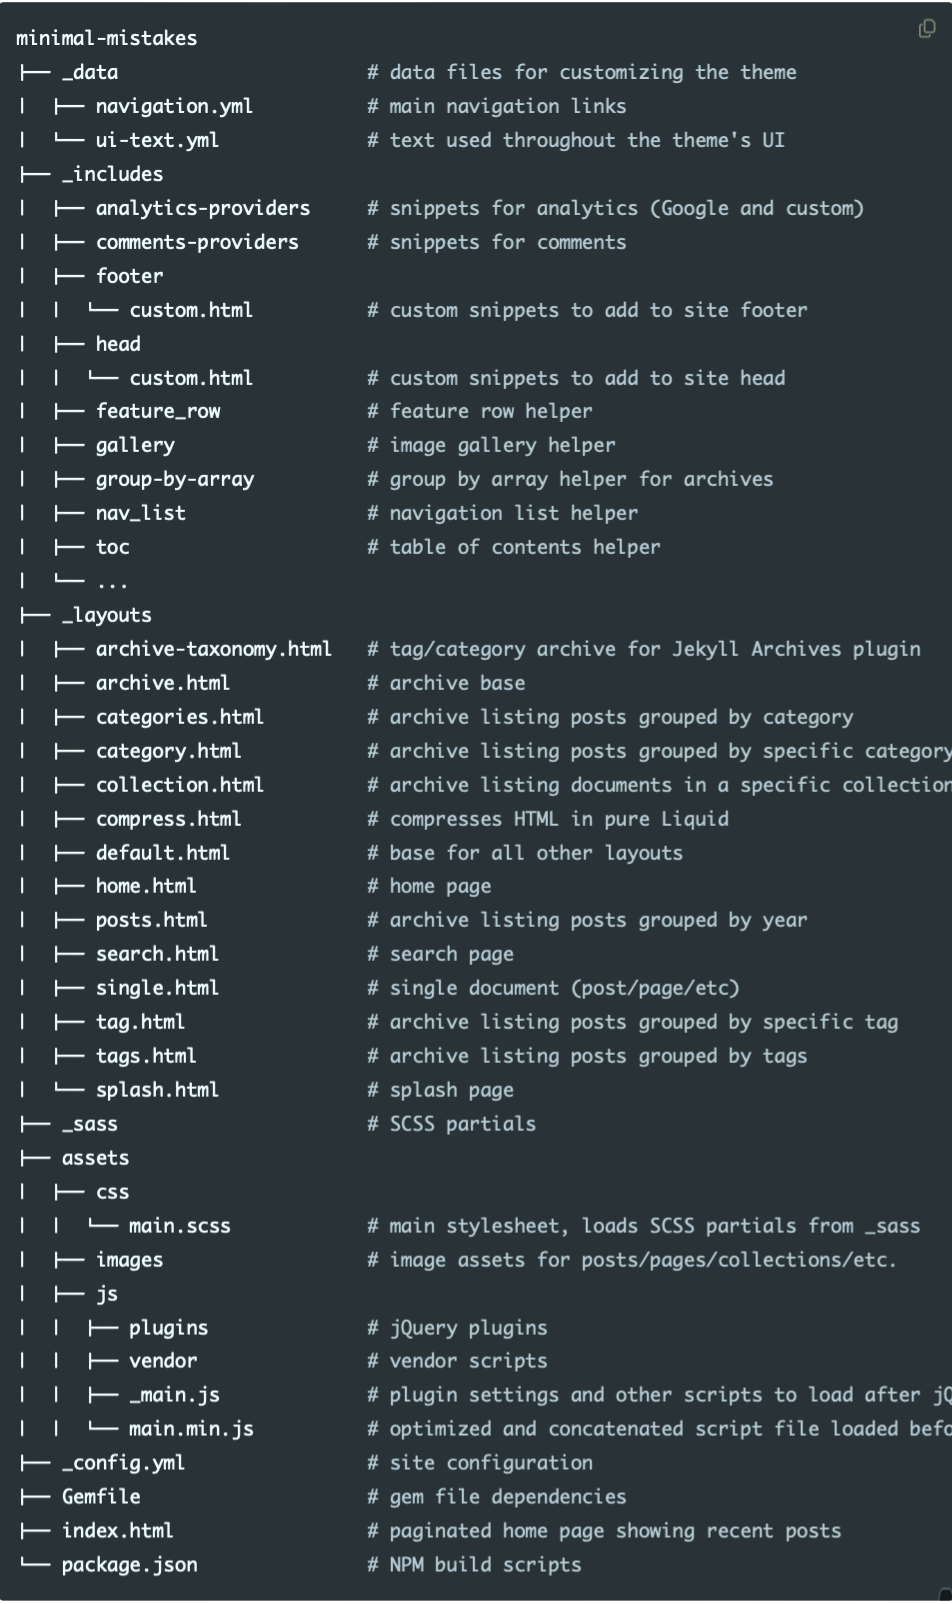 minimal-mistakes
├── _data                      # data files for customizing the theme
|  ├── navigation.yml          # main navigation links
|  └── ui-text.yml             # text used throughout the theme's UI
├── _includes
|  ├── analytics-providers     # snippets for analytics (Google and custom)
|  ├── comments-providers      # snippets for comments
|  ├── footer
|  |  └── custom.html          # custom snippets to add to site footer
|  ├── head
|  |  └── custom.html          # custom snippets to add to site head
|  ├── feature_row             # feature row helper
|  ├── gallery                 # image gallery helper
|  ├── group-by-array          # group by array helper for archives
|  ├── nav_list                # navigation list helper
|  ├── toc                     # table of contents helper
|  └── ...
├── _layouts
|  ├── archive-taxonomy.html   # tag/category archive for Jekyll Archives plugin
|  ├── archive.html            # archive base
|  ├── categories.html         # archive listing posts grouped by category
|  ├── category.html           # archive listing posts grouped by specific category
|  ├── collection.html         # archive listing documents in a specific collection
|  ├── compress.html           # compresses HTML in pure Liquid
|  ├── default.html            # base for all other layouts
|  ├── home.html               # home page
|  ├── posts.html              # archive listing posts grouped by year
|  ├── search.html             # search page
|  ├── single.html             # single document (post/page/etc)
|  ├── tag.html                # archive listing posts grouped by specific tag
|  ├── tags.html               # archive listing posts grouped by tags
|  └── splash.html             # splash page
├── _sass                      # SCSS partials
├── assets
|  ├── css
|  |  └── main.scss            # main stylesheet, loads SCSS partials from _sass
|  ├── images                  # image assets for posts/pages/collections/etc.
|  ├── js
|  |  ├── plugins              # jQuery plugins
|  |  ├── vendor               # vendor scripts
|  |  ├── _main.js             # plugin settings and other scripts to load after jQ
|  |  └── main.min.js          # optimized and concatenated script file loaded befo
├── _config.yml                # site configuration
├── Gemfile                    # gem file dependencies
├── index.html                 # paginated home page showing recent posts
└── package.json               # NPM build scripts